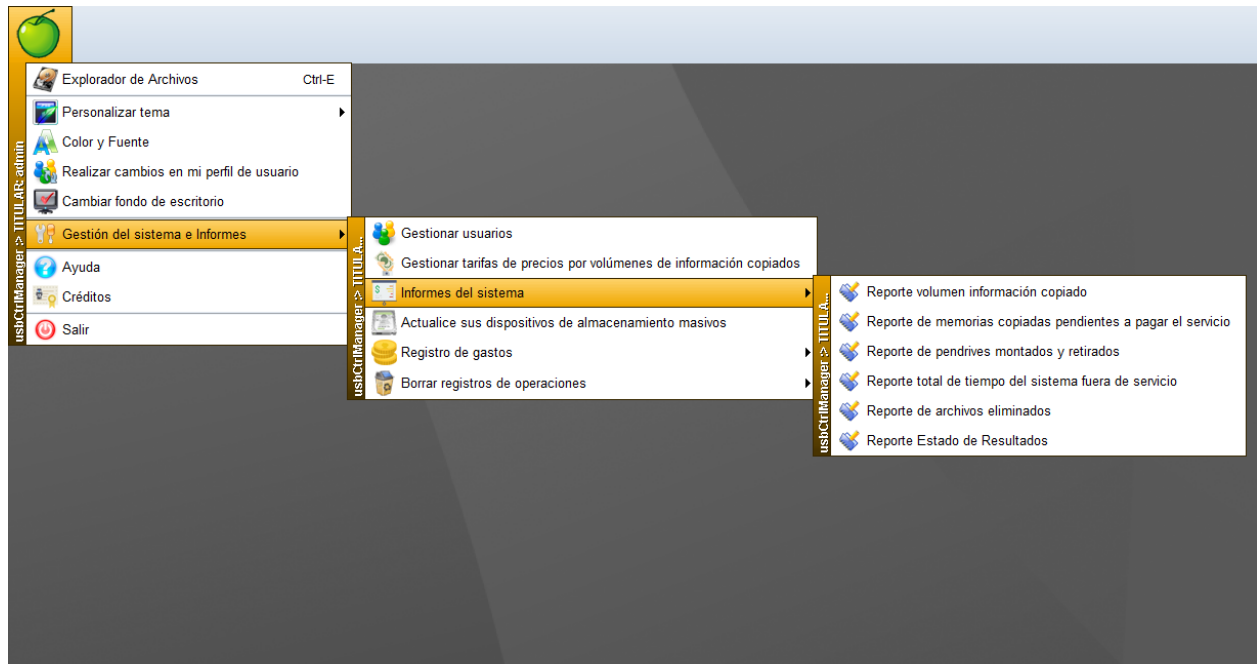 Explorador de Archivos Ctrl-E
Personalizar tema
Color y Fuente
Realizar cambios en mi perfil de usuario
Cambiar fondo de escritorio
Gestión del sistema e Informes
Ayuda
Créditos
Salir
usbCtrlManager :> TITULAR: admin
Gestionar usuarios
Gestionar tarifas de precios por volúmenes de información copiados
Informes del sistema
Actualice sus dispositivos de almacenamiento masivos
Registro de gastos
Borrar registros de operaciones
usbCtrlManager :> TITULA...
Reporte volumen información copiado
Reporte de memorias copiadas pendientes a pagar el servicio
Reporte de pendrives montados y retirados
Reporte total de tiempo del sistema fuera de servicio
Reporte de archivos eliminados
Reporte Estado de Resultados
usbCtrlManager :> TITULA...